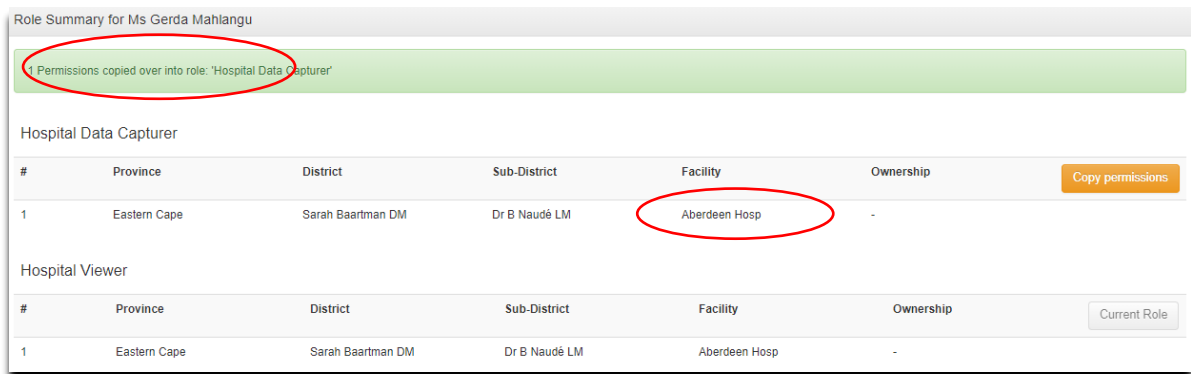 Role Summary for Ms Gerda Mahlangu
1 Permissions copied over into role: 'Hospital Data Capturer'
Hospital Data Capturer
# Province District Sub-District Facility Ownership Copy permissions
1 Eastern Cape Sarah Baartman DM Dr B Naudé LM Aberdeen Hosp -
Hospital Viewer
# Province District Sub-District Facility Ownership Current Role
1 Eastern Cape Sarah Baartman DM Dr B Naudé LM Aberdeen Hosp -